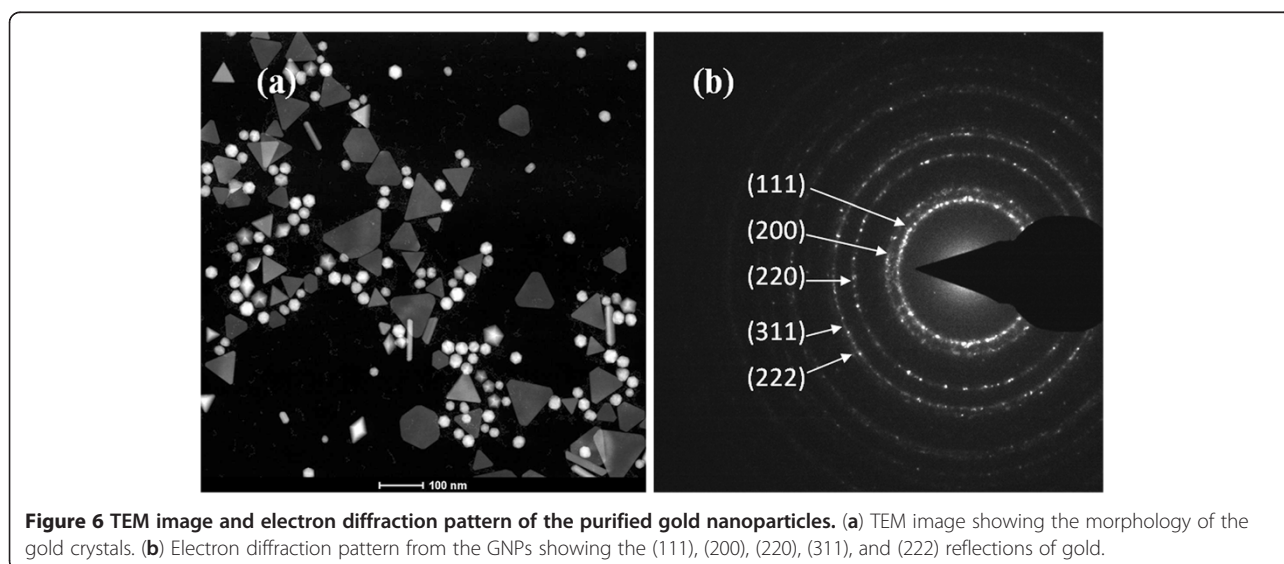 (a)
100 nm
(b)
(111)
(200)
(220)
(311)
(222)
Figure 6 TEM image and electron diffraction pattern of the purified gold nanoparticles. (a) TEM image showing the morphology of the
gold crystals. (b) Electron diffraction pattern from the GNPs showing the (111), (200), (220), (311), and (222) reflections of gold.